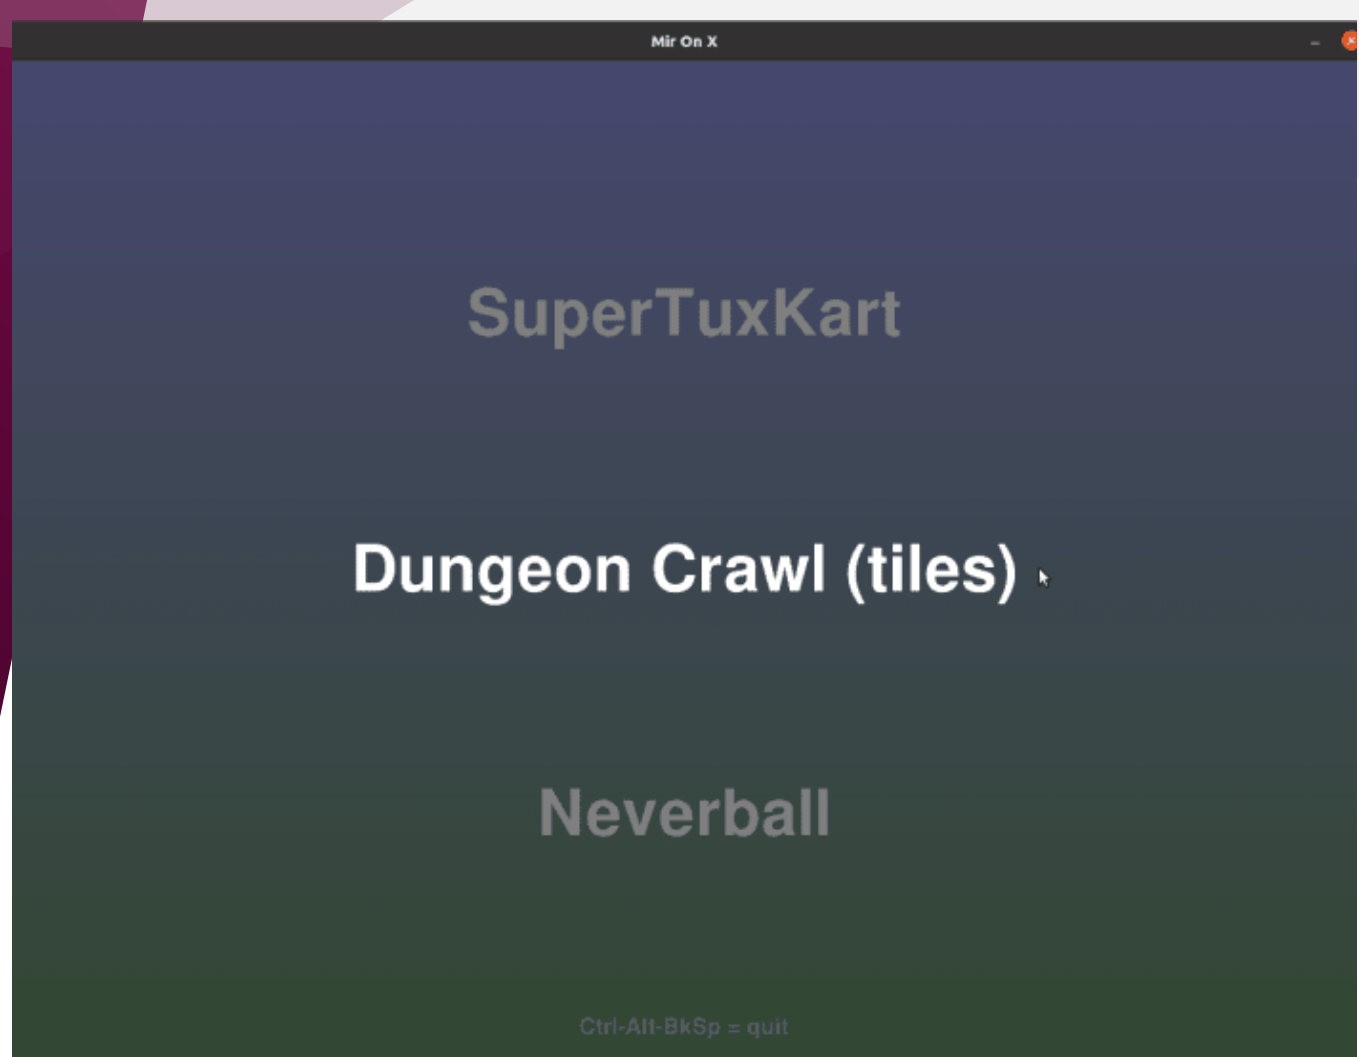 Mir On X
SuperTuxKart
Dungeon Crawl (tiles)
Neverball
Ctrl-Alt-BkSp = quit